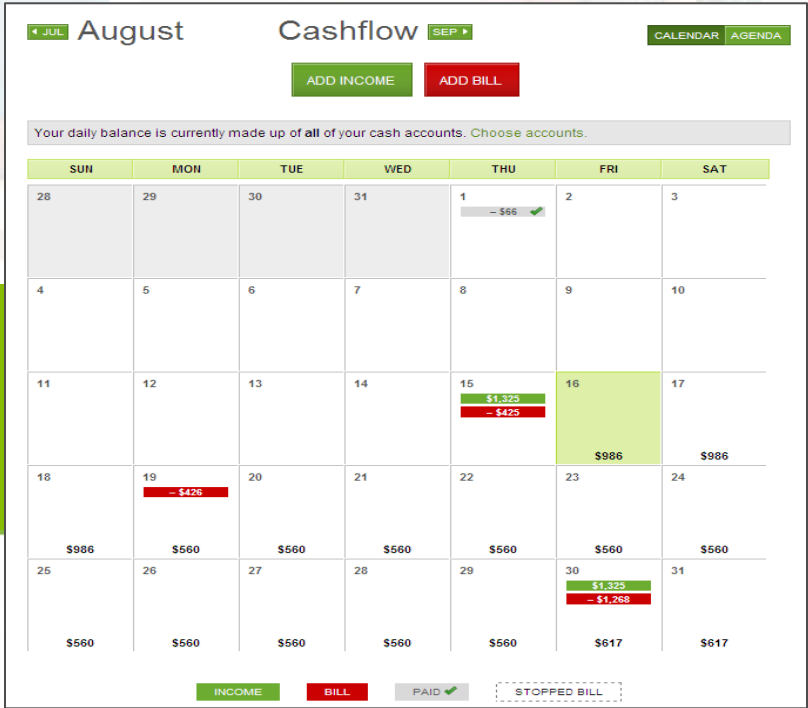 JUL August Cashflow SEP CALENDAR AGENDA
ADD INCOME ADD BILL
Your daily balance is currently made up of all of your cash accounts. Choose accounts.
SUN MON TUE WED THU FRI SAT
28 29 30 31 1 2 3
– $66
4 5 6 7 8 9 10
11 12 13 14 15 16 17
$1,325
– $425
$986 $986
18 19 20 21 22 23 24
– $426
$986 $560 $560 $560 $560 $560 $560
25 26 27 28 29 30 31
$1,325
– $1,268
$560 $560 $560 $560 $560 $617 $617
INCOME BILL PAID STOPPED BILL